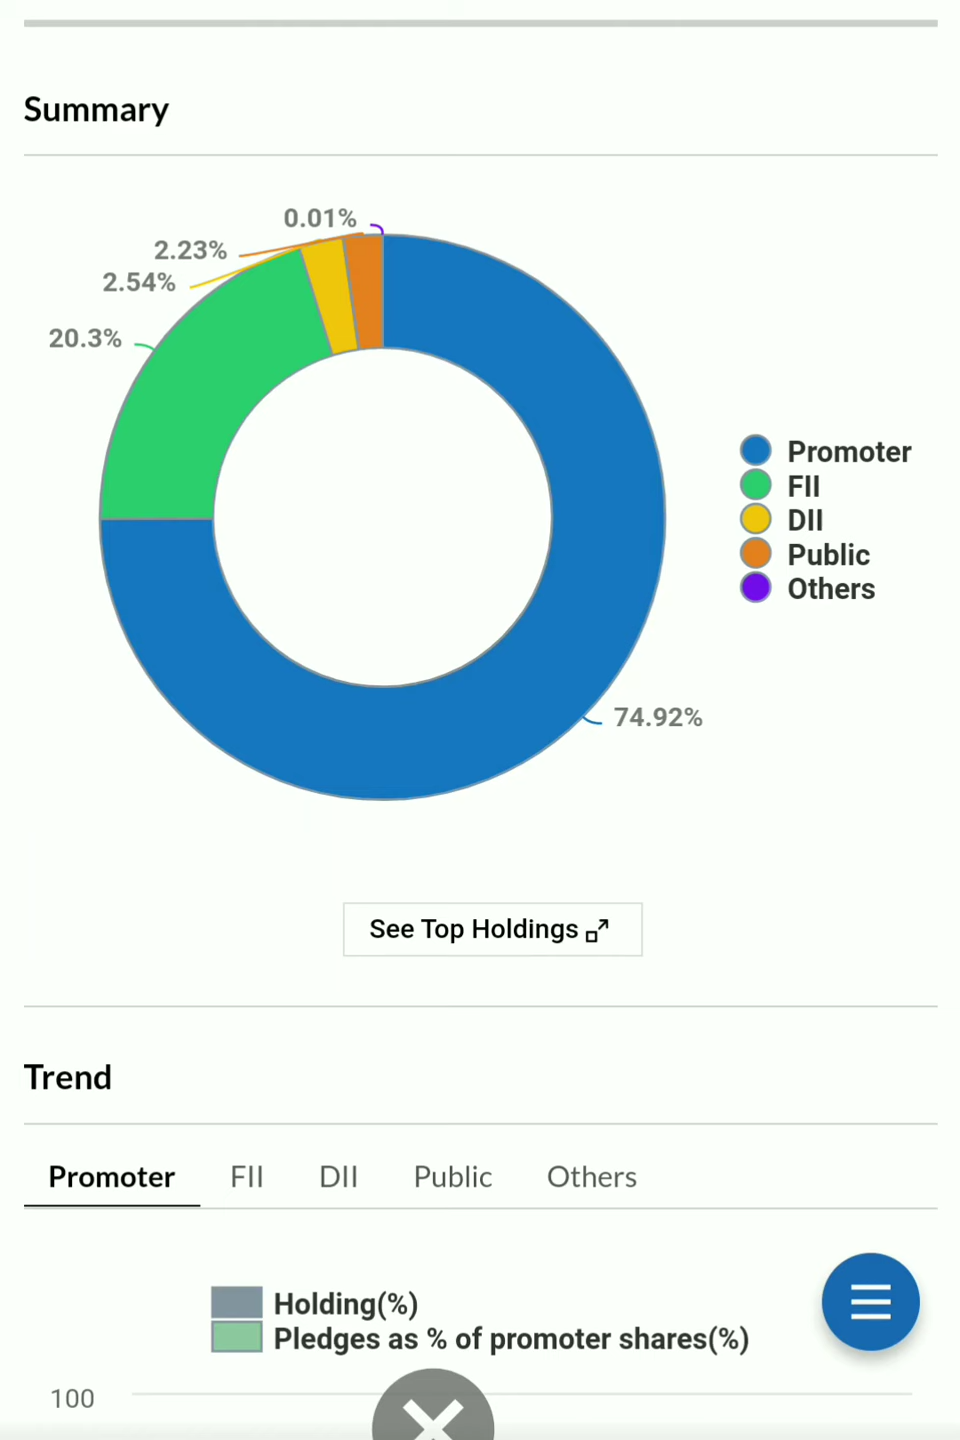 Summary
0.01%
2.23%
2.54%
20.3%
Promoter
FII
DII
Public
Others
74.92%
See Top Holdings
Trend
Promoter FII DII Public Others
Holding(%)
Pledges as % of promoter shares(%)
100